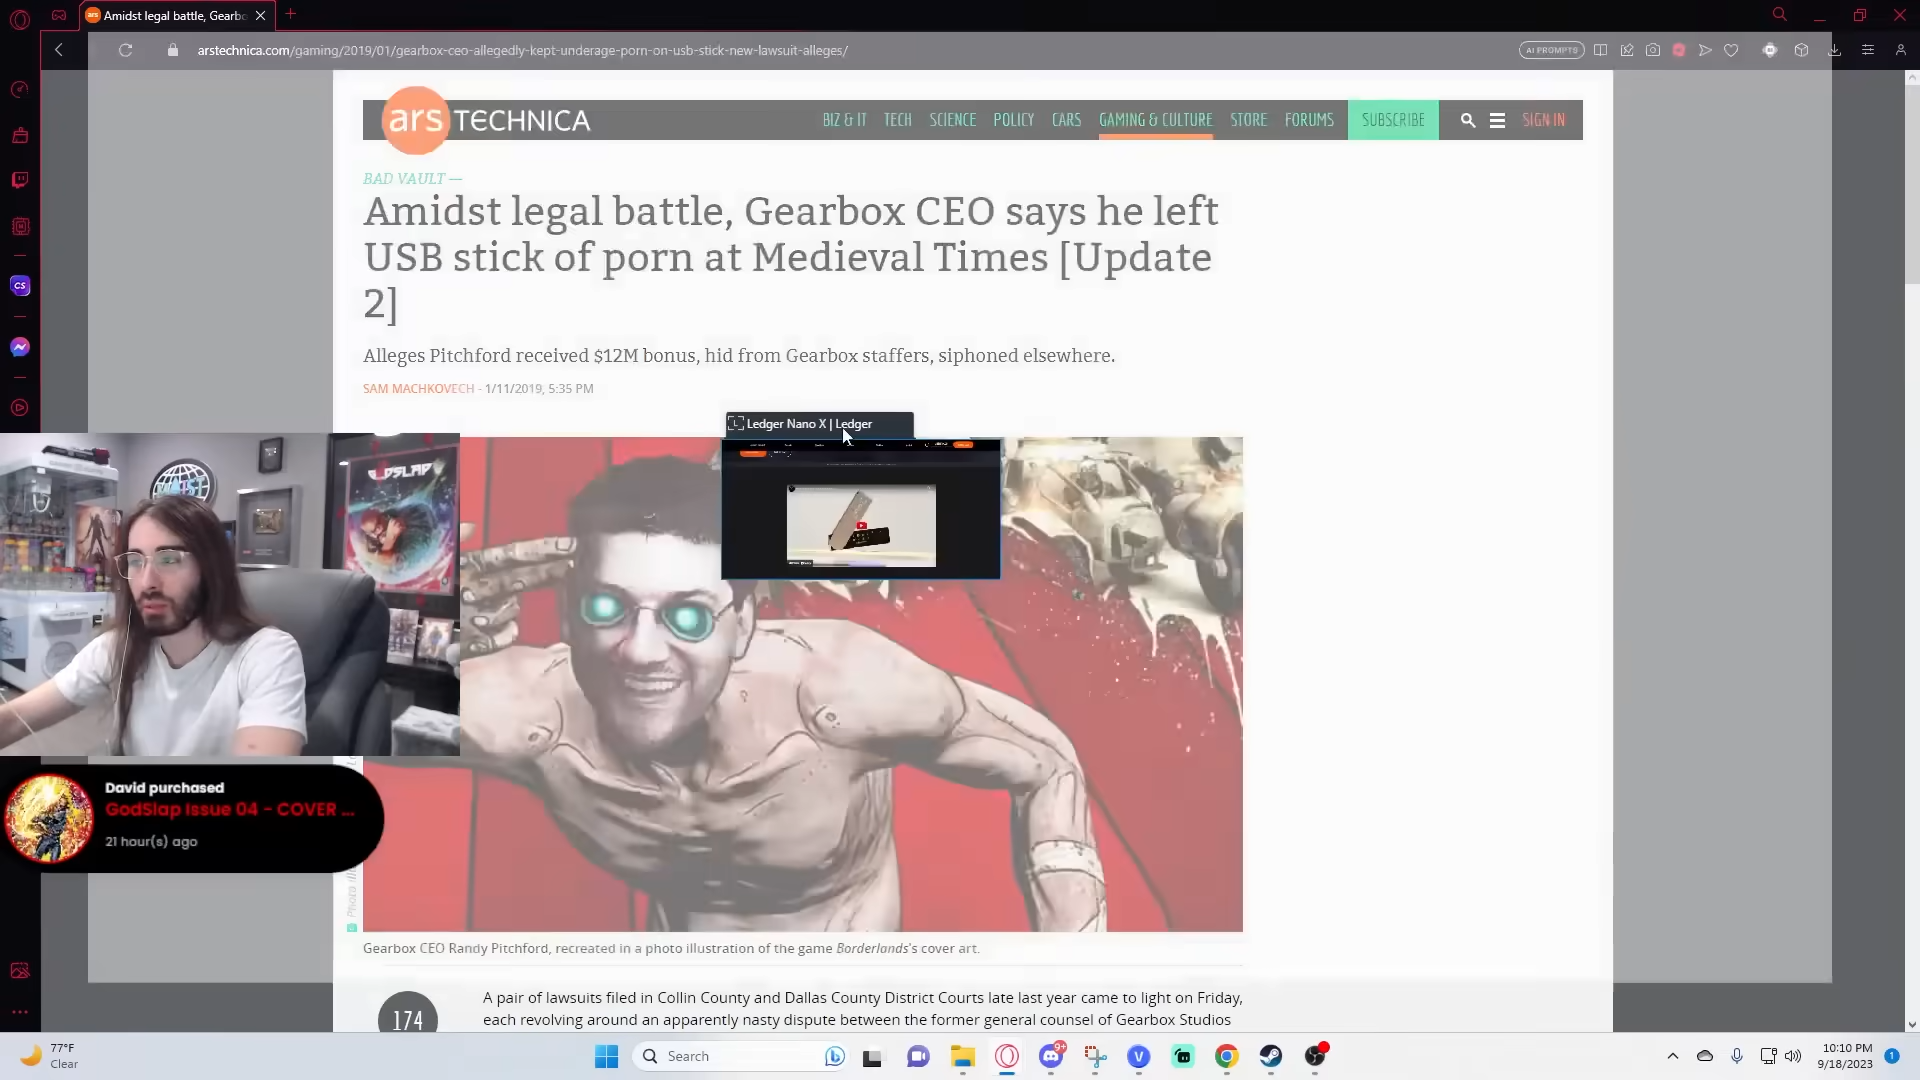 Amidst legal battle, Gearbo
arstechnica.com/gaming/2019/01/gearbox-ceo-allegedly-kept-underage-porn-on-usb-stick-new-lawsuit-alleges/
AI PROMPTS
ars TECHNICA
BIZ & IT TECH SCIENCE POLICY CARS GAMING & CULTURE STORE FORUMS SUBSCRIBE SIGN IN
BAD VAULT —
Amidst legal battle, Gearbox CEO says he left
USB stick of porn at Medieval Times [Update
2]
Alleges Pitchford received $12M bonus, hid from Gearbox staffers, siphoned elsewhere.
SAM MACHKOVECH - 1/11/2019, 5:35 PM
Ledger Nano X | Ledger
CS
GODSLAP
MOIST
David purchased
GodSlap Issue 04 - COVER ...
21 hour(s) ago
Gearbox CEO Randy Pitchford, recreated in a photo illustration of the game Borderlands's cover art.
174
A pair of lawsuits filed in Collin County and Dallas County District Courts late last year came to light on Friday,
each revolving around an apparently nasty dispute between the former general counsel of Gearbox Studios
77°F
Clear
Search
9+
10:10 PM
9/18/2023
1